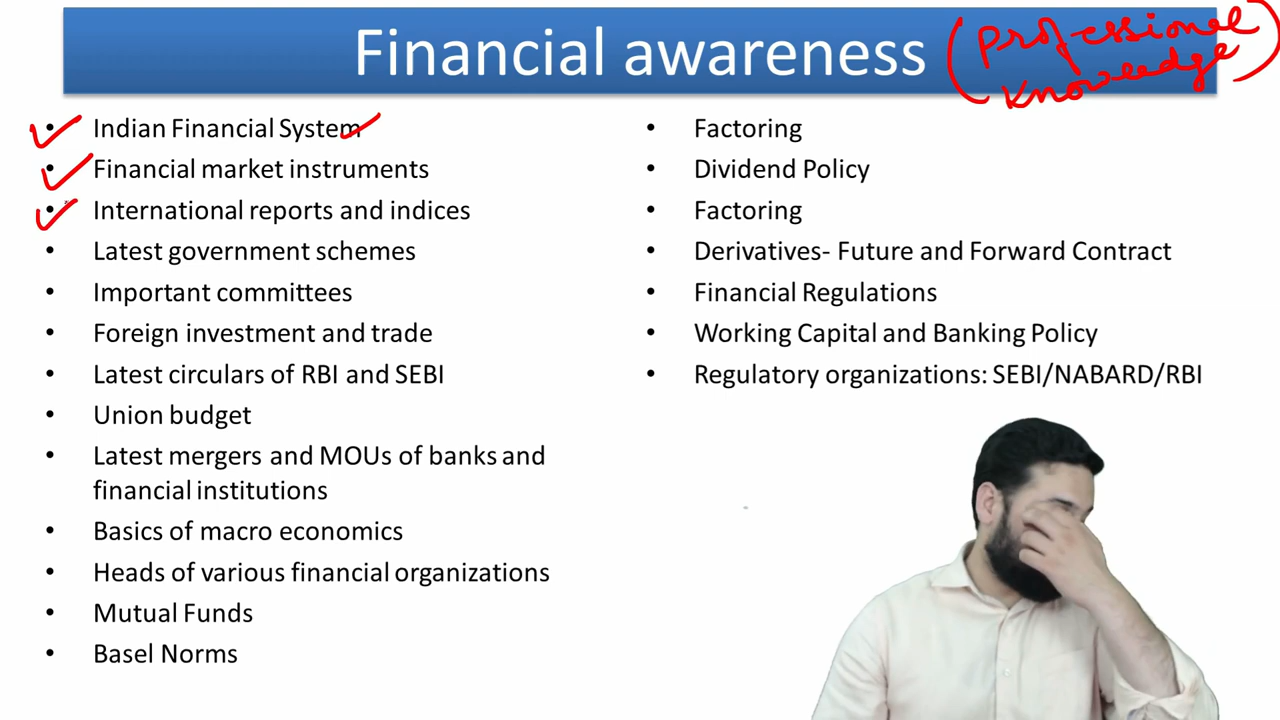 Financial awareness
(Professional
knowledge)
• Indian Financial System
• Financial market instruments
• International reports and indices
• Latest government schemes
• Important committees
• Foreign investment and trade
• Latest circulars of RBI and SEBI
• Union budget
• Latest mergers and MOUs of banks and
financial institutions
• Basics of macro economics
• Heads of various financial organizations
• Mutual Funds
• Basel Norms
• Factoring
• Dividend Policy
• Factoring
• Derivatives- Future and Forward Contract
• Financial Regulations
• Working Capital and Banking Policy
• Regulatory organizations: SEBI/NABARD/RBI